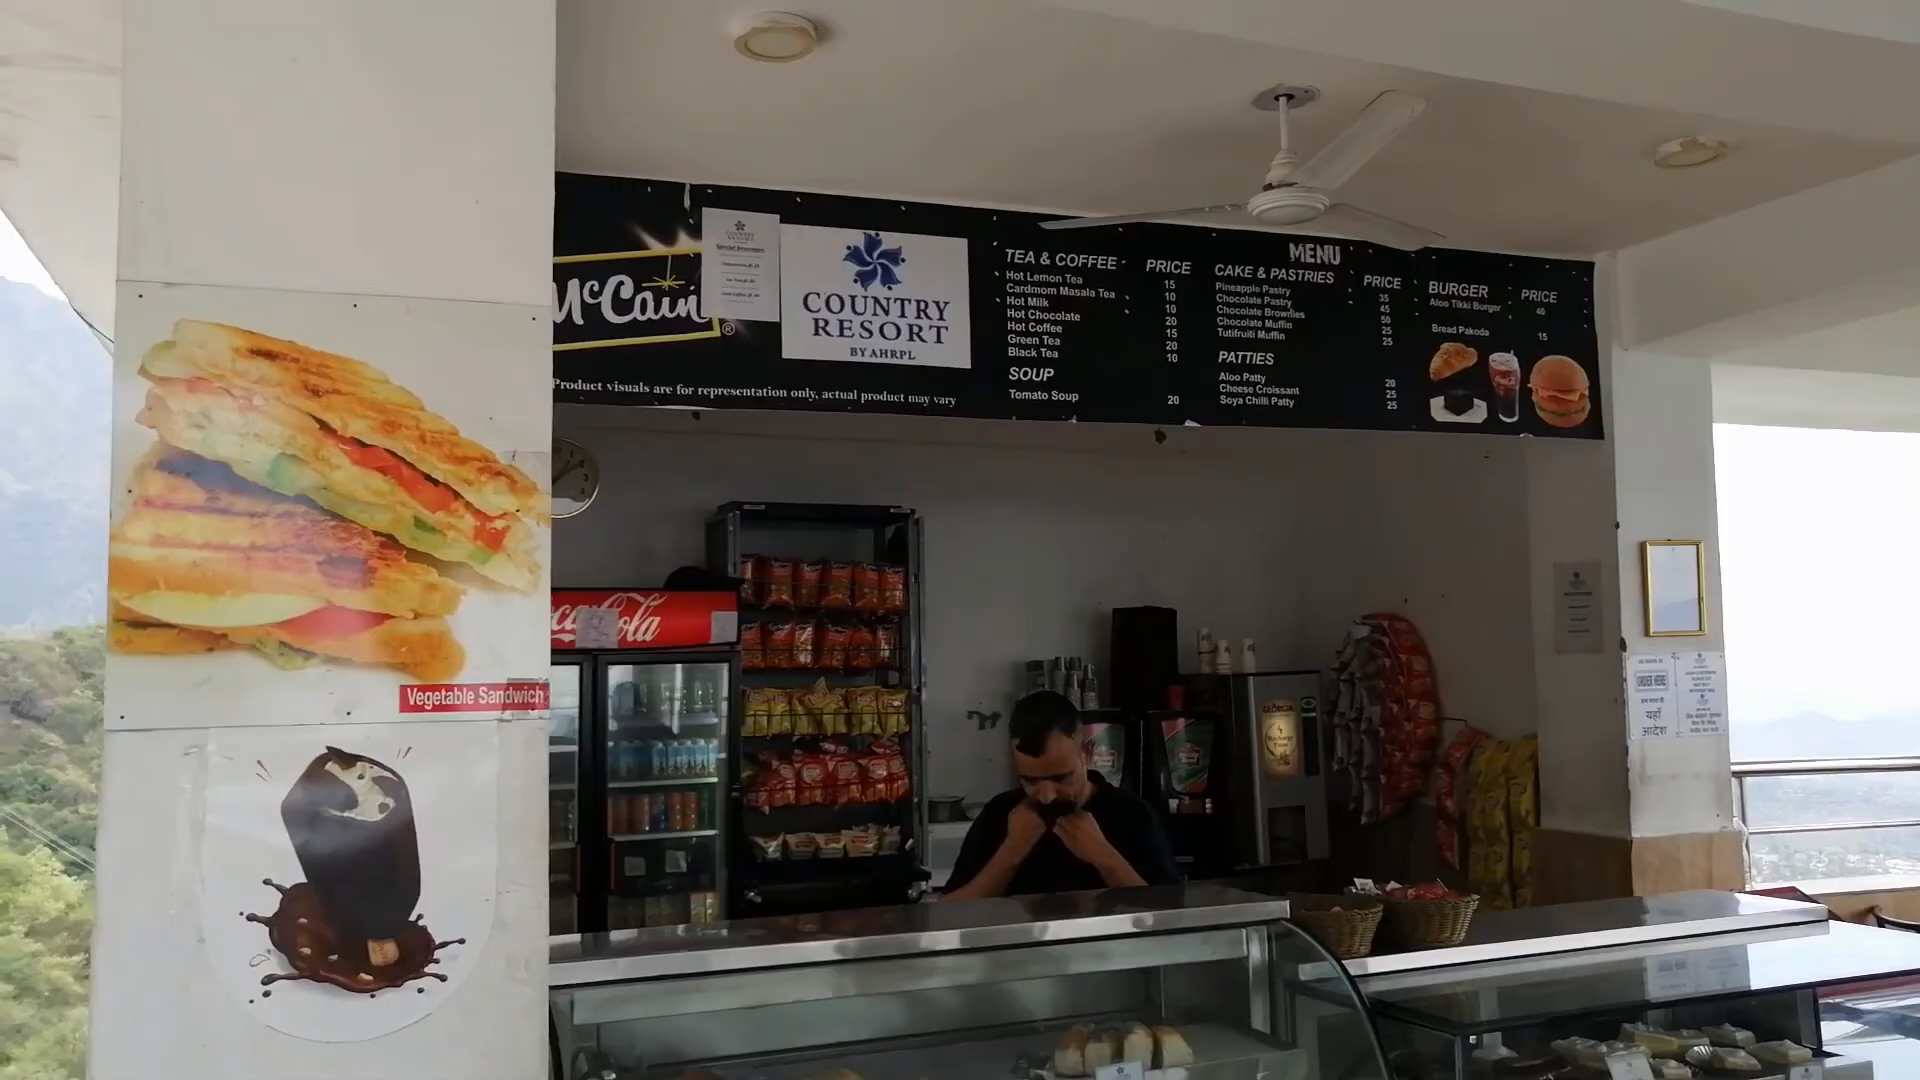 McCain
®
COUNTRY
RESORT
BY AHRPL
Product visuals are for representation only, actual product may vary
MENU
TEA & COFFEE PRICE
Hot Lemon Tea 15
Cardmom Masala Tea 10
Hot Milk 10
Hot Chocolate 20
Hot Coffee 15
Green Tea 20
Black Tea 10
SOUP
Tomato Soup 20
CAKE & PASTRIES PRICE
Pineapple Pastry 35
Chocolate Pastry 45
Chocolate Brownies 50
Chocolate Muffin 25
Tutifruiti Muffin 25
PATTIES
Aloo Patty 20
Cheese Croissant 25
Soya Chilli Patty 25
BURGER PRICE
Aloo Tikki Burger 40
Bread Pakoda 15
Vegetable Sandwich
Coca-Cola
GEORGIA
ORDER HERE
यहाँ
आदेश